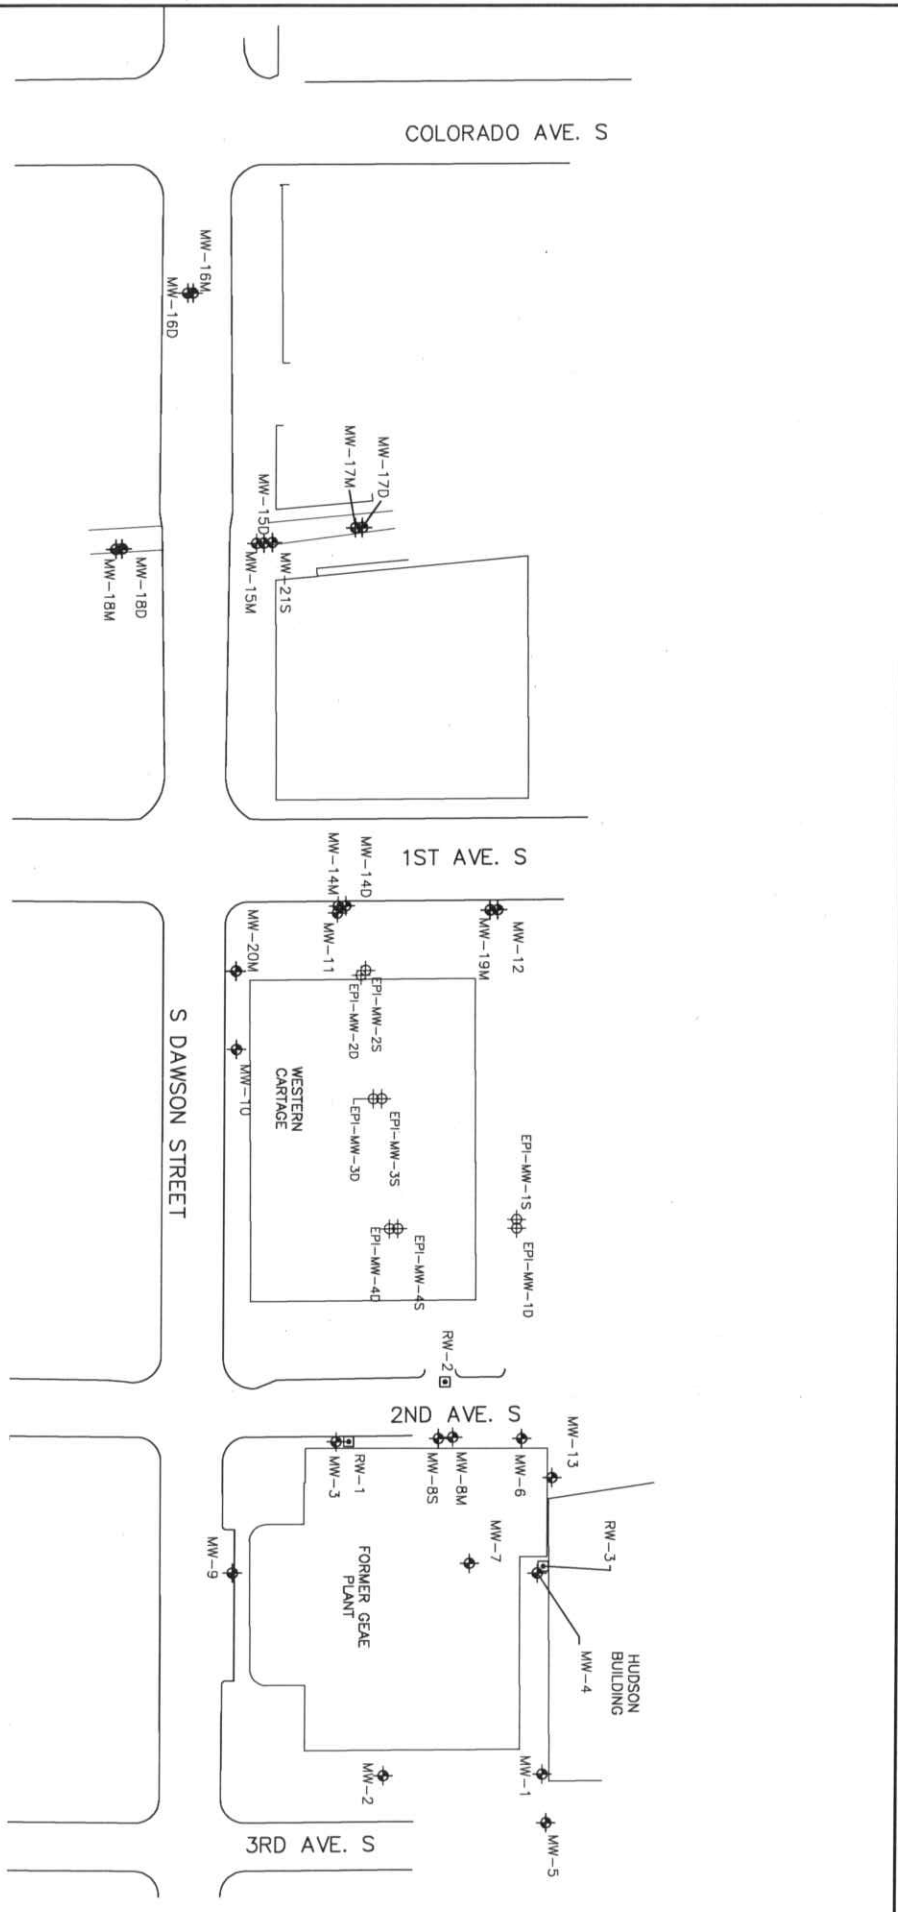 COLORADO AVE. S
MW-16M
MW-16D
MW-17D
MW-17M
MW-15D
MW-21S
MW-15M
MW-18D
MW-18M
1ST AVE. S
MW-14D
MW-14M
MW-11
MW-12
MW-19M
MW-20M
MW-10
EPI-MW-2S
EPI-MW-2D
S DAWSON STREET
WESTERN
CARTAGE
EPI-MW-3S
EPI-MW-3D
EPI-MW-1S
EPI-MW-1D
EPI-MW-4S
EPI-MW-4D
RW-2
2ND AVE. S
MW-13
MW-6
MW-8M
MW-8S
RW-1
MW-3
MW-7
RW-3
MW-9
FORMER GEAE
PLANT
MW-4
HUDSON
BUILDING
MW-2
MW-1
MW-5
3RD AVE. S